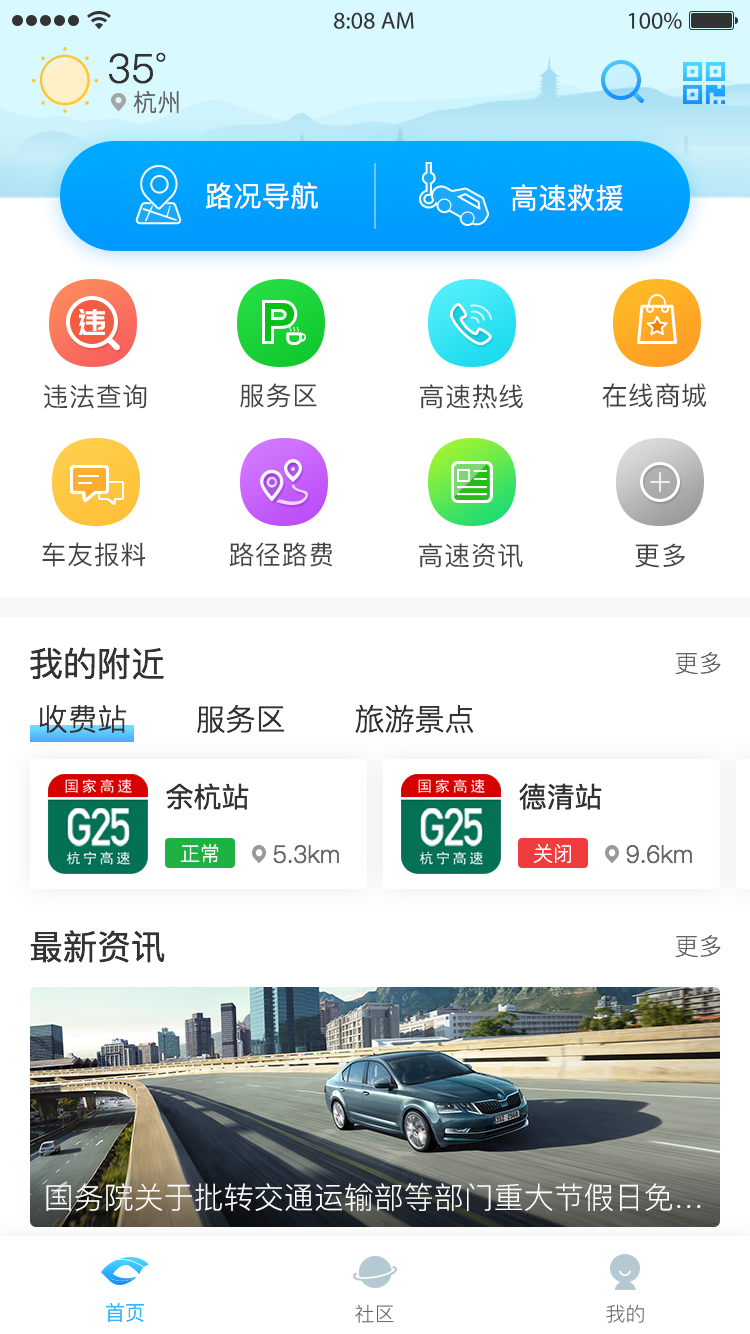 8:08 AM
100%
35°
杭州
路况导航
高速救援
违
P
违法查询
服务区
高速热线
在线商城
车友报料
路径路费
高速资讯
更多
我的附近
更多
收费站
服务区
旅游景点
国家高速
G25
杭宁高速
余杭站
正常
5.3km
国家高速
G25
杭宁高速
德清站
关闭
9.6km
最新资讯
更多
国务院关于批转交通运输部等部门重大节假日免...
首页
社区
我的